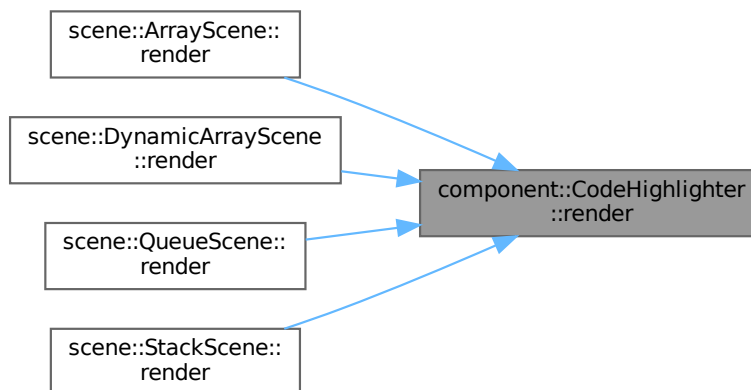 scene::ArrayScene::
render
scene::DynamicArrayScene
::render
component::CodeHighlighter
::render
scene::QueueScene::
render
scene::StackScene::
render